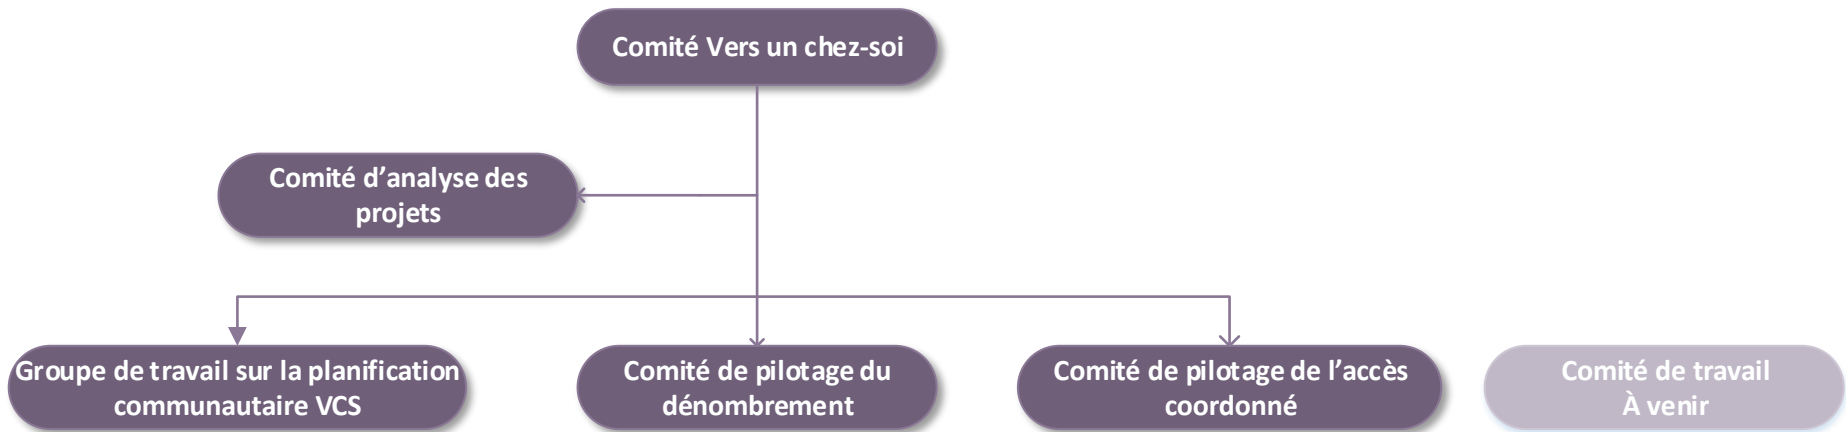 Comité Vers un chez-soi
Comité d’analyse des
projets
Groupe de travail sur la planification
communautaire VCS
Comité de pilotage du
dénombrement
Comité de pilotage de l’accès
coordonné
Comité de travail
À venir